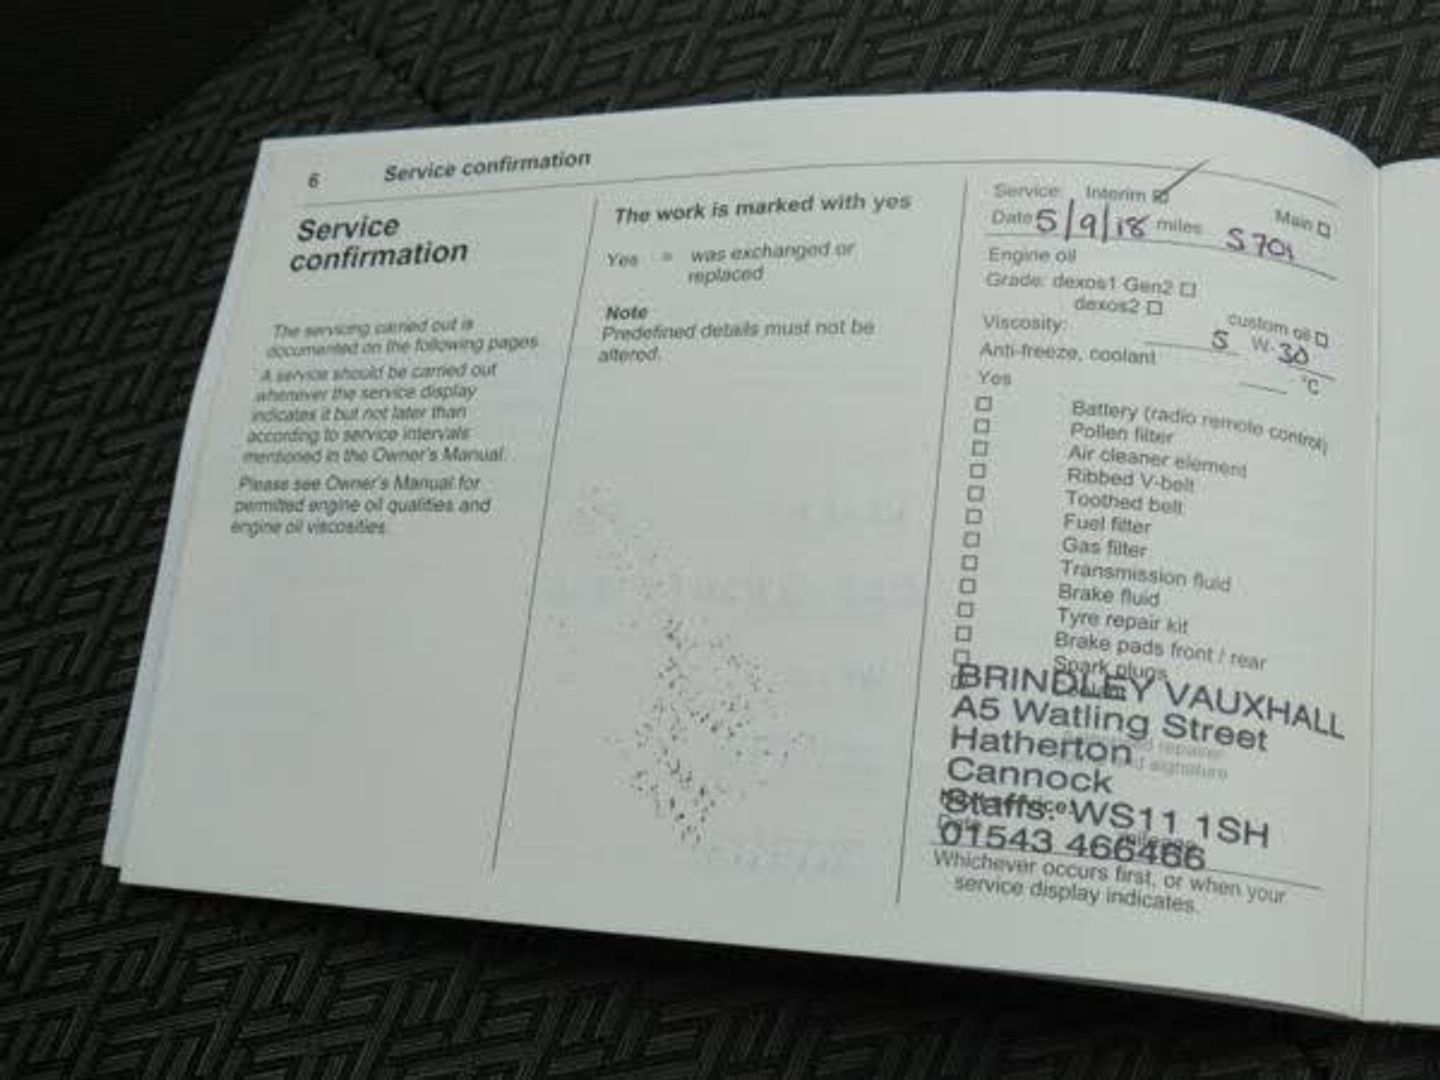 6 Service confirmation
Service
confirmation
The servicing carried out is
documented on the following pages.
A service should be carried out
whenever the service display
indicates it but not later than
according to service intervals
mentioned in the Owner's Manual.
Please see Owner's Manual for
permitted engine oil qualities and
engine oil viscosities.
The work is marked with yes
Yes = was exchanged or
replaced
Note
Predefined details must not be
altered.
Service: Interim Main
Date 5/9/18 miles 5701
Engine oil
Grade: dexos1 Gen2
dexos2
custom oil
Viscosity: 5 W- 30
Anti-freeze, coolant °C
Yes
Battery (radio remote control)
Pollen filter
Air cleaner element
Ribbed V-belt
Toothed belt
Fuel filter
Gas filter
Transmission fluid
Brake fluid
Tyre repair kit
Brake pads front / rear
Spark plugs
BRINDLEY VAUXHALL
A5 Watling Street
repairer
Hatherton
signature
Cannock
Staffs. WS11 1SH
01543 466466
Whichever occurs first, or when your
service display indicates.